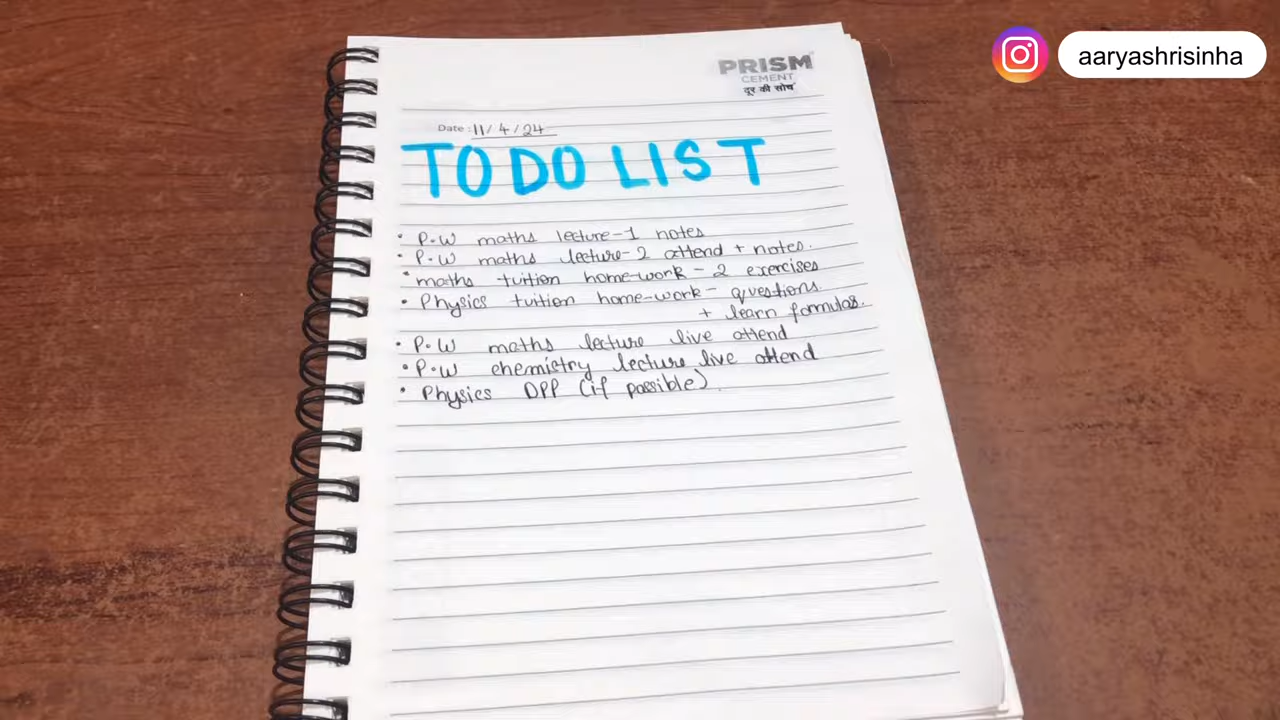 aaryashrisinha
PRISM
CEMENT
दूर की सोच
Date : 11/4/24
TO DO LIST
• P.W maths lecture-1 notes
• P.W maths lecture-2 attend + notes.
• maths tuition home-work - 2 exercises
• Physics tuition home-work - questions.
+ learn formulas.
• P.W maths lecture live attend
• P.W chemistry lecture live attend
• Physics DPP (if possible).